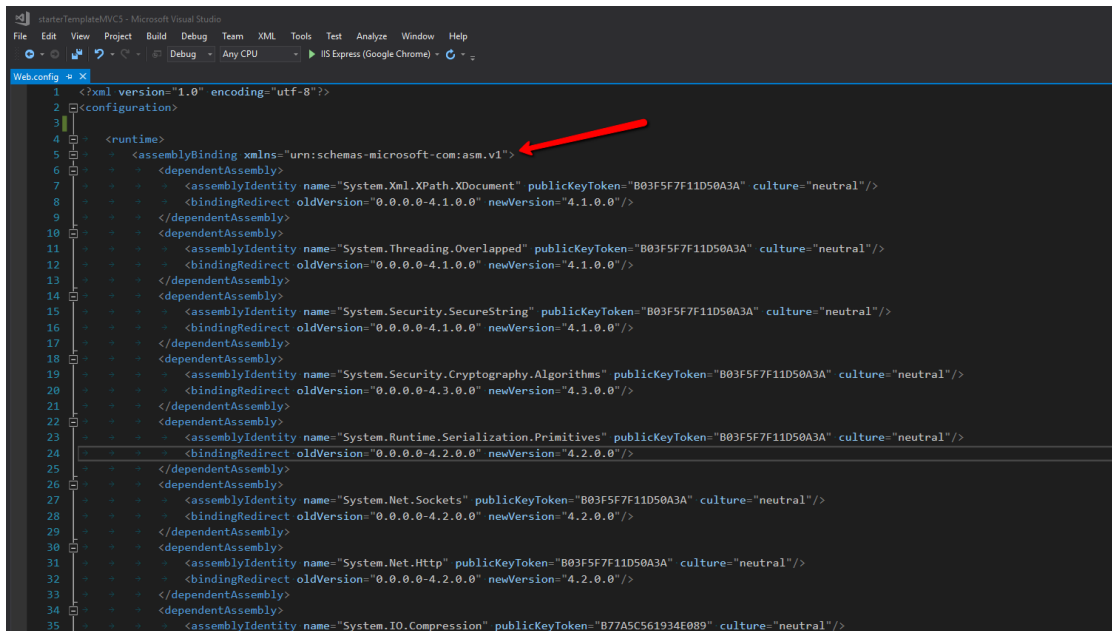 starterTemplateMVC5 - Microsoft Visual Studio
File Edit View Project Build Debug Team XML Tools Test Analyze Window Help
Debug Any CPU IIS Express (Google Chrome)
Web.config
1 <?xml version="1.0" encoding="utf-8"?>
2 <configuration>
3
4 <runtime>
5 <assemblyBinding xmlns="urn:schemas-microsoft-com:asm.v1">
6 <dependentAssembly>
7 <assemblyIdentity name="System.Xml.XPath.XDocument" publicKeyToken="B03F5F7F11D50A3A" culture="neutral"/>
8 <bindingRedirect oldVersion="0.0.0.0-4.1.0.0" newVersion="4.1.0.0"/>
9 </dependentAssembly>
10 <dependentAssembly>
11 <assemblyIdentity name="System.Threading.Overlapped" publicKeyToken="B03F5F7F11D50A3A" culture="neutral"/>
12 <bindingRedirect oldVersion="0.0.0.0-4.1.0.0" newVersion="4.1.0.0"/>
13 </dependentAssembly>
14 <dependentAssembly>
15 <assemblyIdentity name="System.Security.SecureString" publicKeyToken="B03F5F7F11D50A3A" culture="neutral"/>
16 <bindingRedirect oldVersion="0.0.0.0-4.1.0.0" newVersion="4.1.0.0"/>
17 </dependentAssembly>
18 <dependentAssembly>
19 <assemblyIdentity name="System.Security.Cryptography.Algorithms" publicKeyToken="B03F5F7F11D50A3A" culture="neutral"/>
20 <bindingRedirect oldVersion="0.0.0.0-4.3.0.0" newVersion="4.3.0.0"/>
21 </dependentAssembly>
22 <dependentAssembly>
23 <assemblyIdentity name="System.Runtime.Serialization.Primitives" publicKeyToken="B03F5F7F11D50A3A" culture="neutral"/>
24 <bindingRedirect oldVersion="0.0.0.0-4.2.0.0" newVersion="4.2.0.0"/>
25 </dependentAssembly>
26 <dependentAssembly>
27 <assemblyIdentity name="System.Net.Sockets" publicKeyToken="B03F5F7F11D50A3A" culture="neutral"/>
28 <bindingRedirect oldVersion="0.0.0.0-4.2.0.0" newVersion="4.2.0.0"/>
29 </dependentAssembly>
30 <dependentAssembly>
31 <assemblyIdentity name="System.Net.Http" publicKeyToken="B03F5F7F11D50A3A" culture="neutral"/>
32 <bindingRedirect oldVersion="0.0.0.0-4.2.0.0" newVersion="4.2.0.0"/>
33 </dependentAssembly>
34 <dependentAssembly>
35 <assemblyIdentity name="System.IO.Compression" publicKeyToken="B77A5C561934E089" culture="neutral"/>